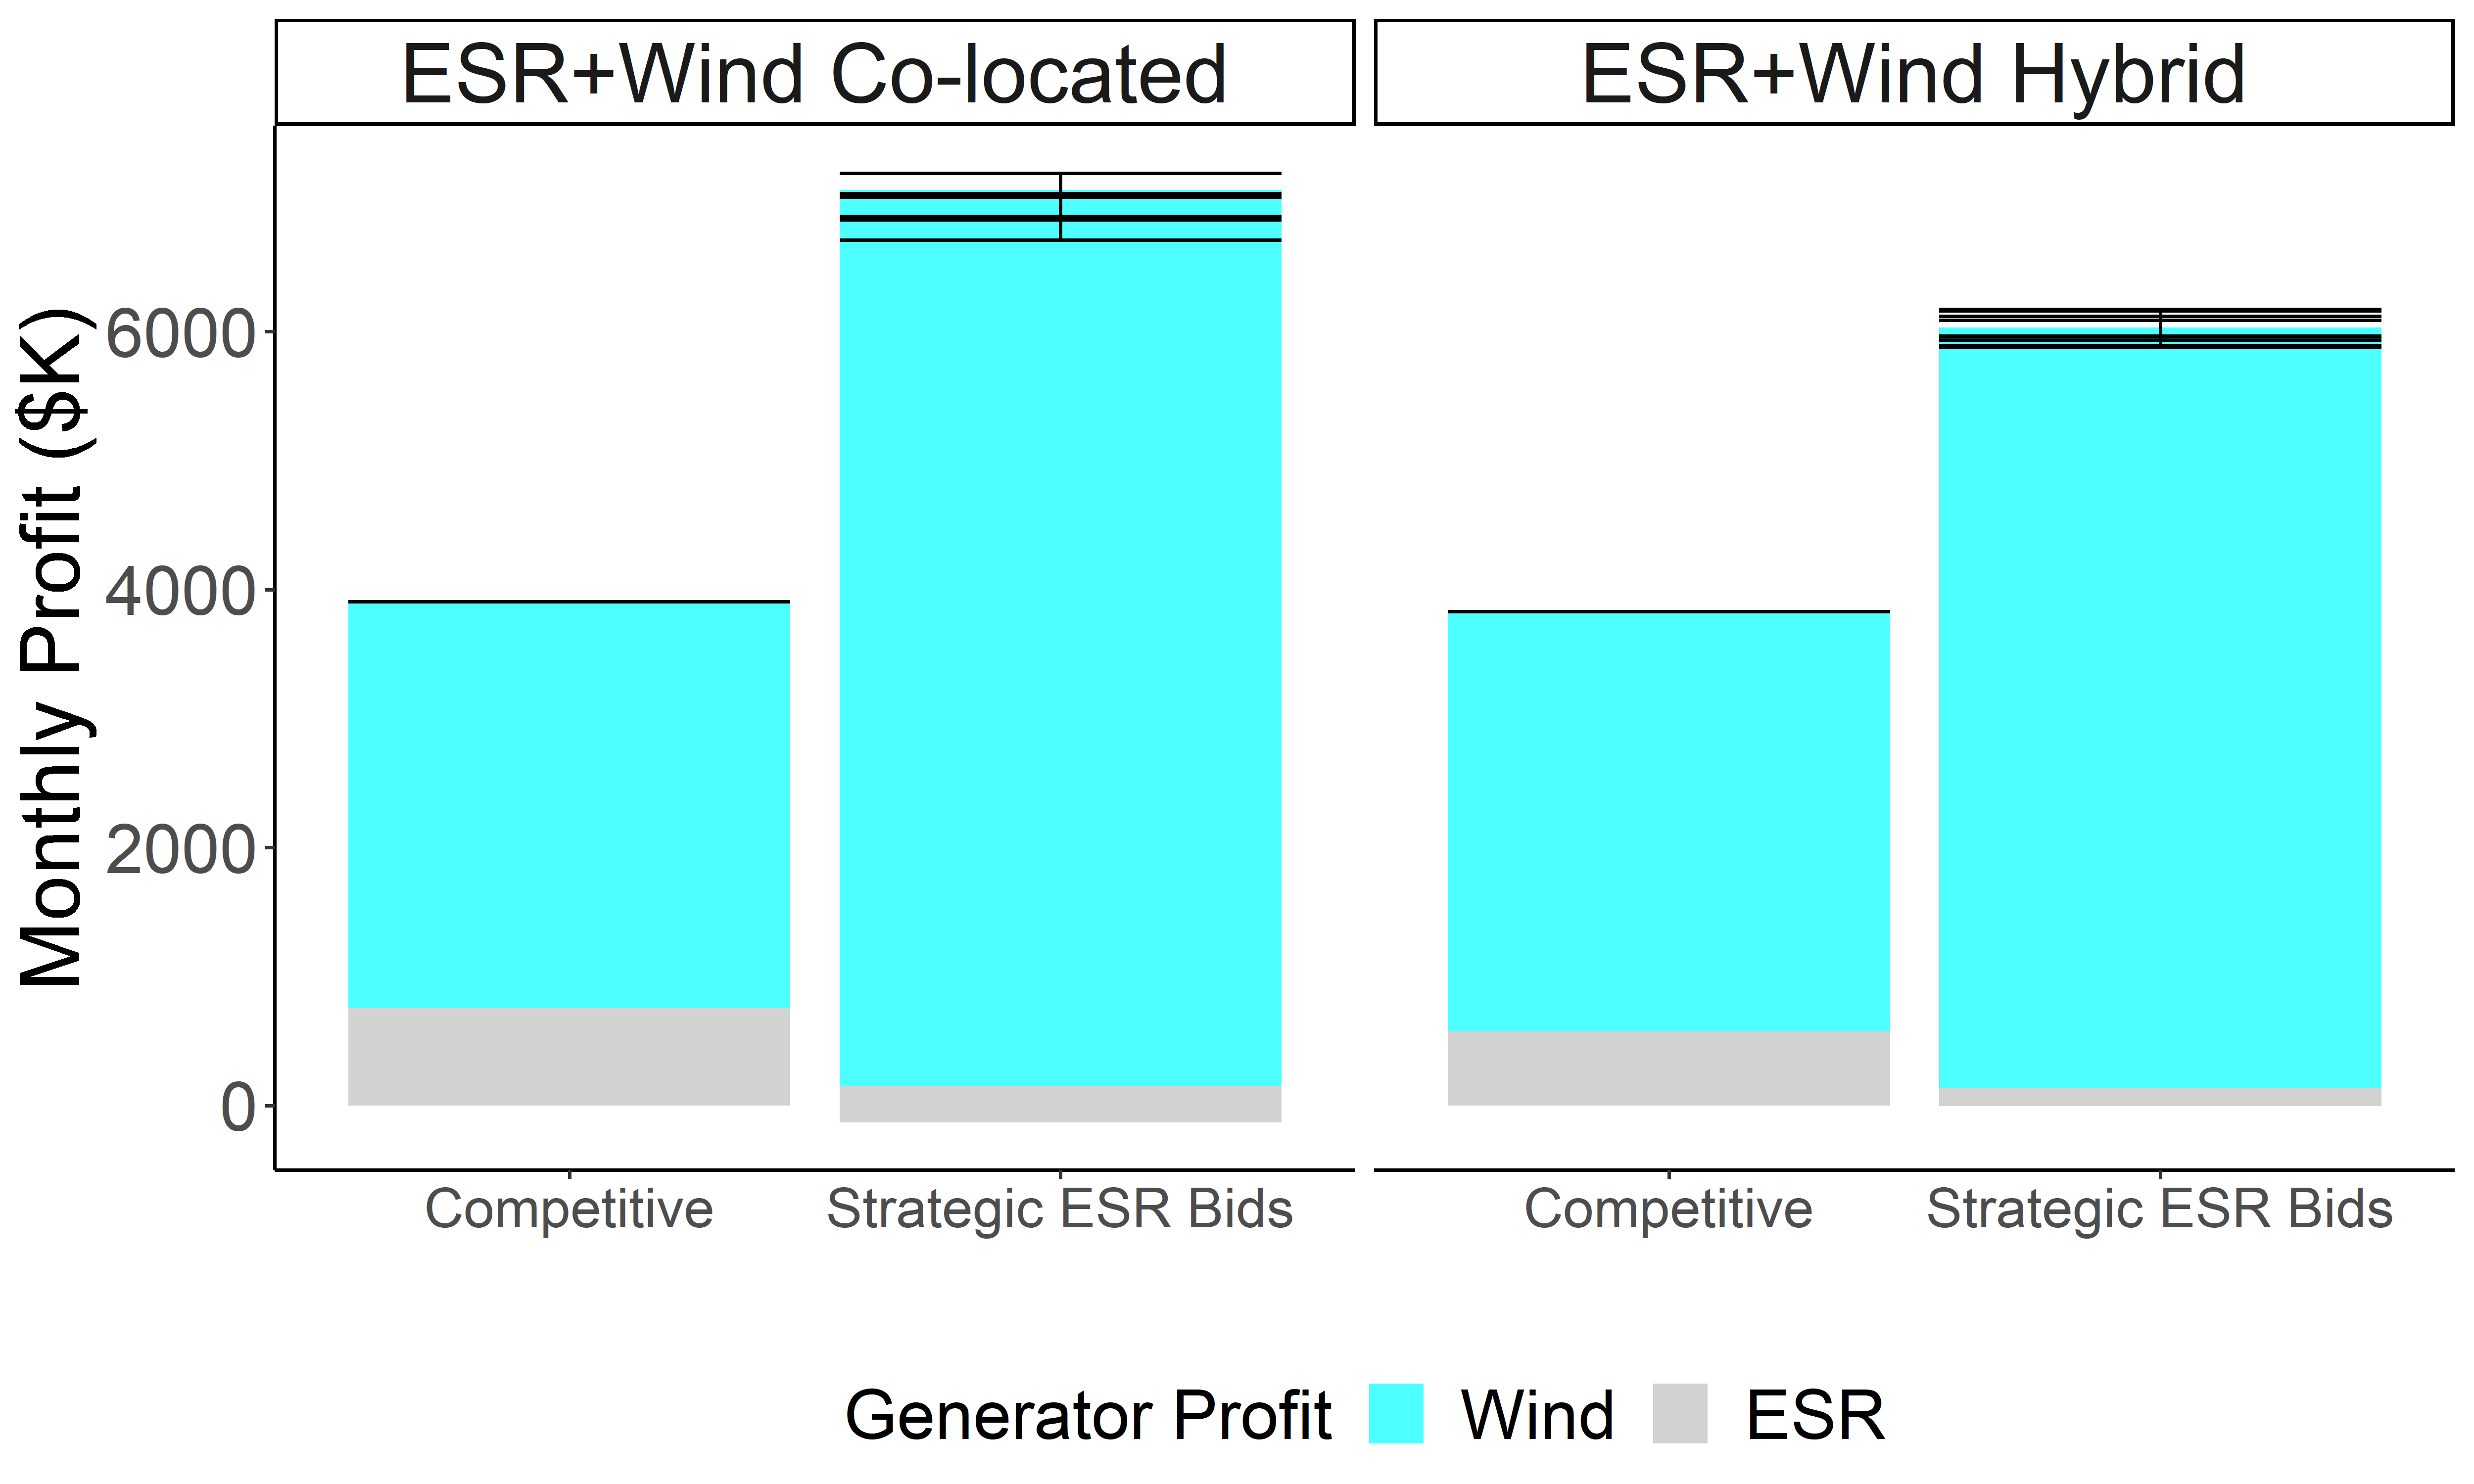 ESR+Wind Co-located
ESR+Wind Hybrid
Monthly Profit ($K)
6000
4000
2000
0
Competitive
Strategic ESR Bids
Competitive
Strategic ESR Bids
Generator Profit
Wind
ESR